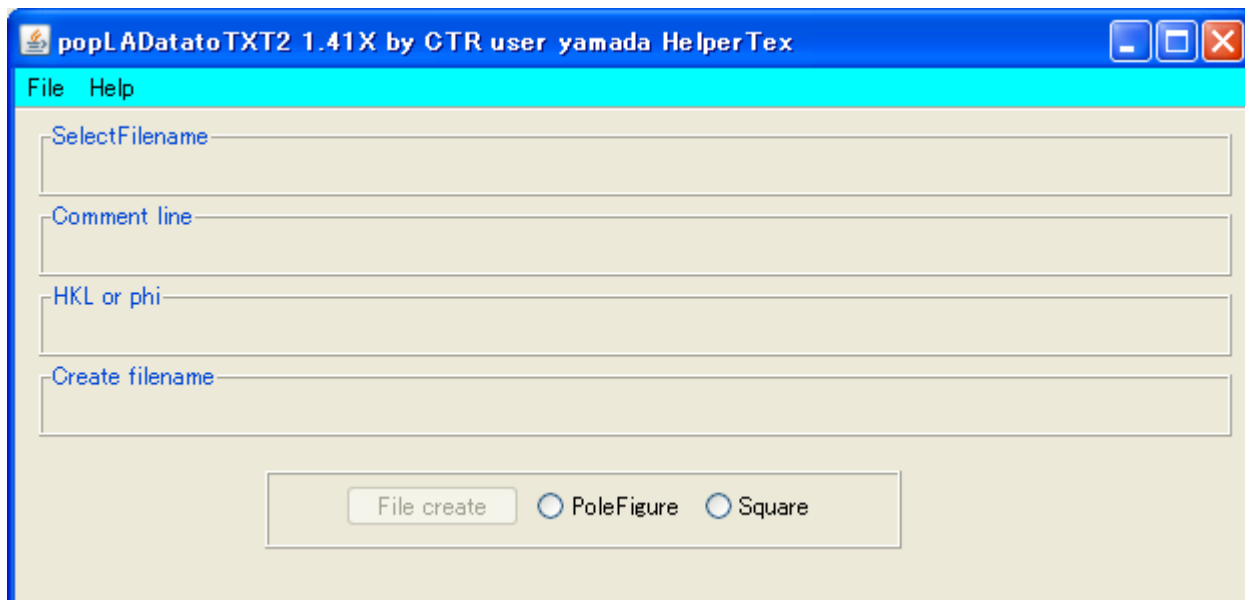 popLADatatoTXT2 1.41X by CTR user yamada HelperTex
File Help
SelectFilename
Comment line
HKL or phi
Create filename
File create PoleFigure Square